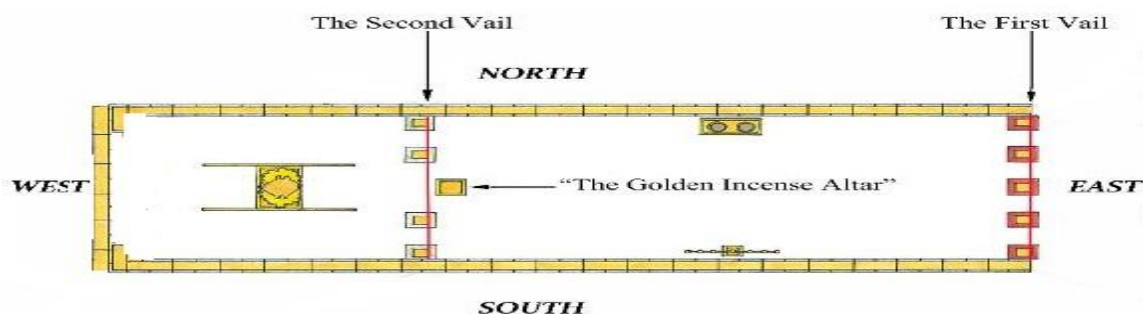 The Second Vail
The First Vail
NORTH
WEST
“The Golden Incense Altar”
EAST
SOUTH